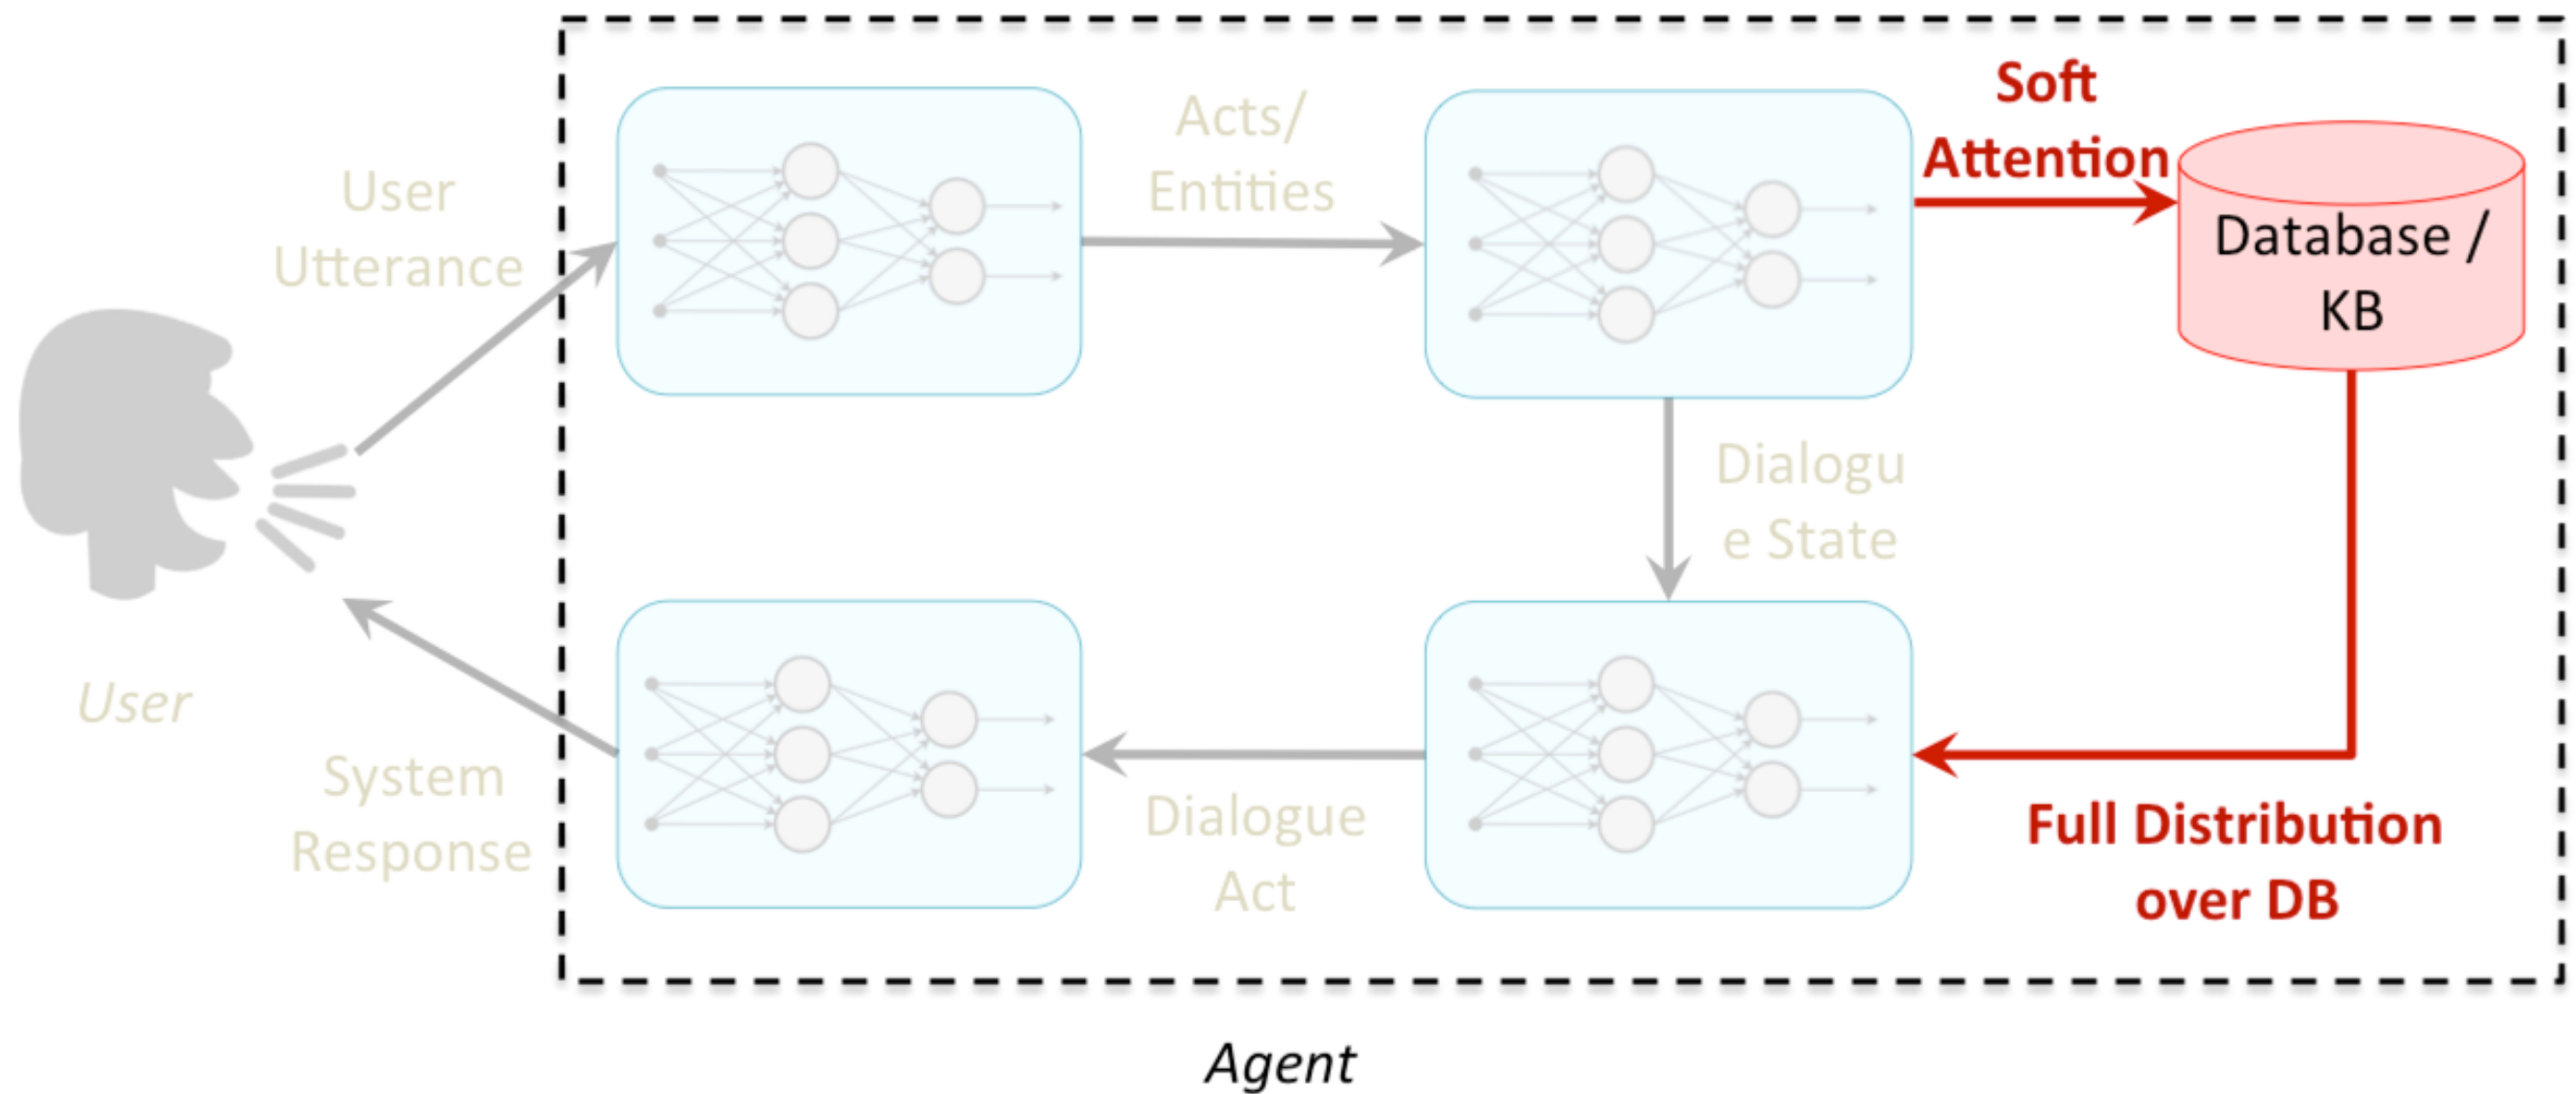 User
Utterance
Acts/
Entities
Soft
Attention
Database /
KB
Dialogu
e State
User
System
Response
Dialogue
Act
Full Distribution
over DB
Agent